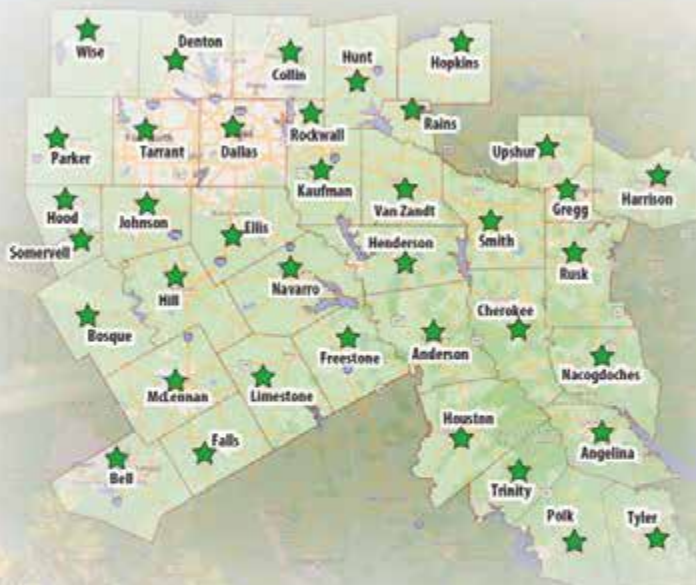 Wise
Denton
Collin
Hunt
Hopkins
Parker
Tarrant
Dallas
Rockwall
Rains
Upshur
Harrison
Gregg
Kaufman
Van Zandt
Smith
Rusk
Hood
Johnson
Ellis
Somervell
Henderson
Hill
Navarro
Cherokee
Bosque
Freestone
Anderson
Nacogdoches
McLennan
Limestone
Houston
Angelina
Falls
Bell
Trinity
Polk
Tyler